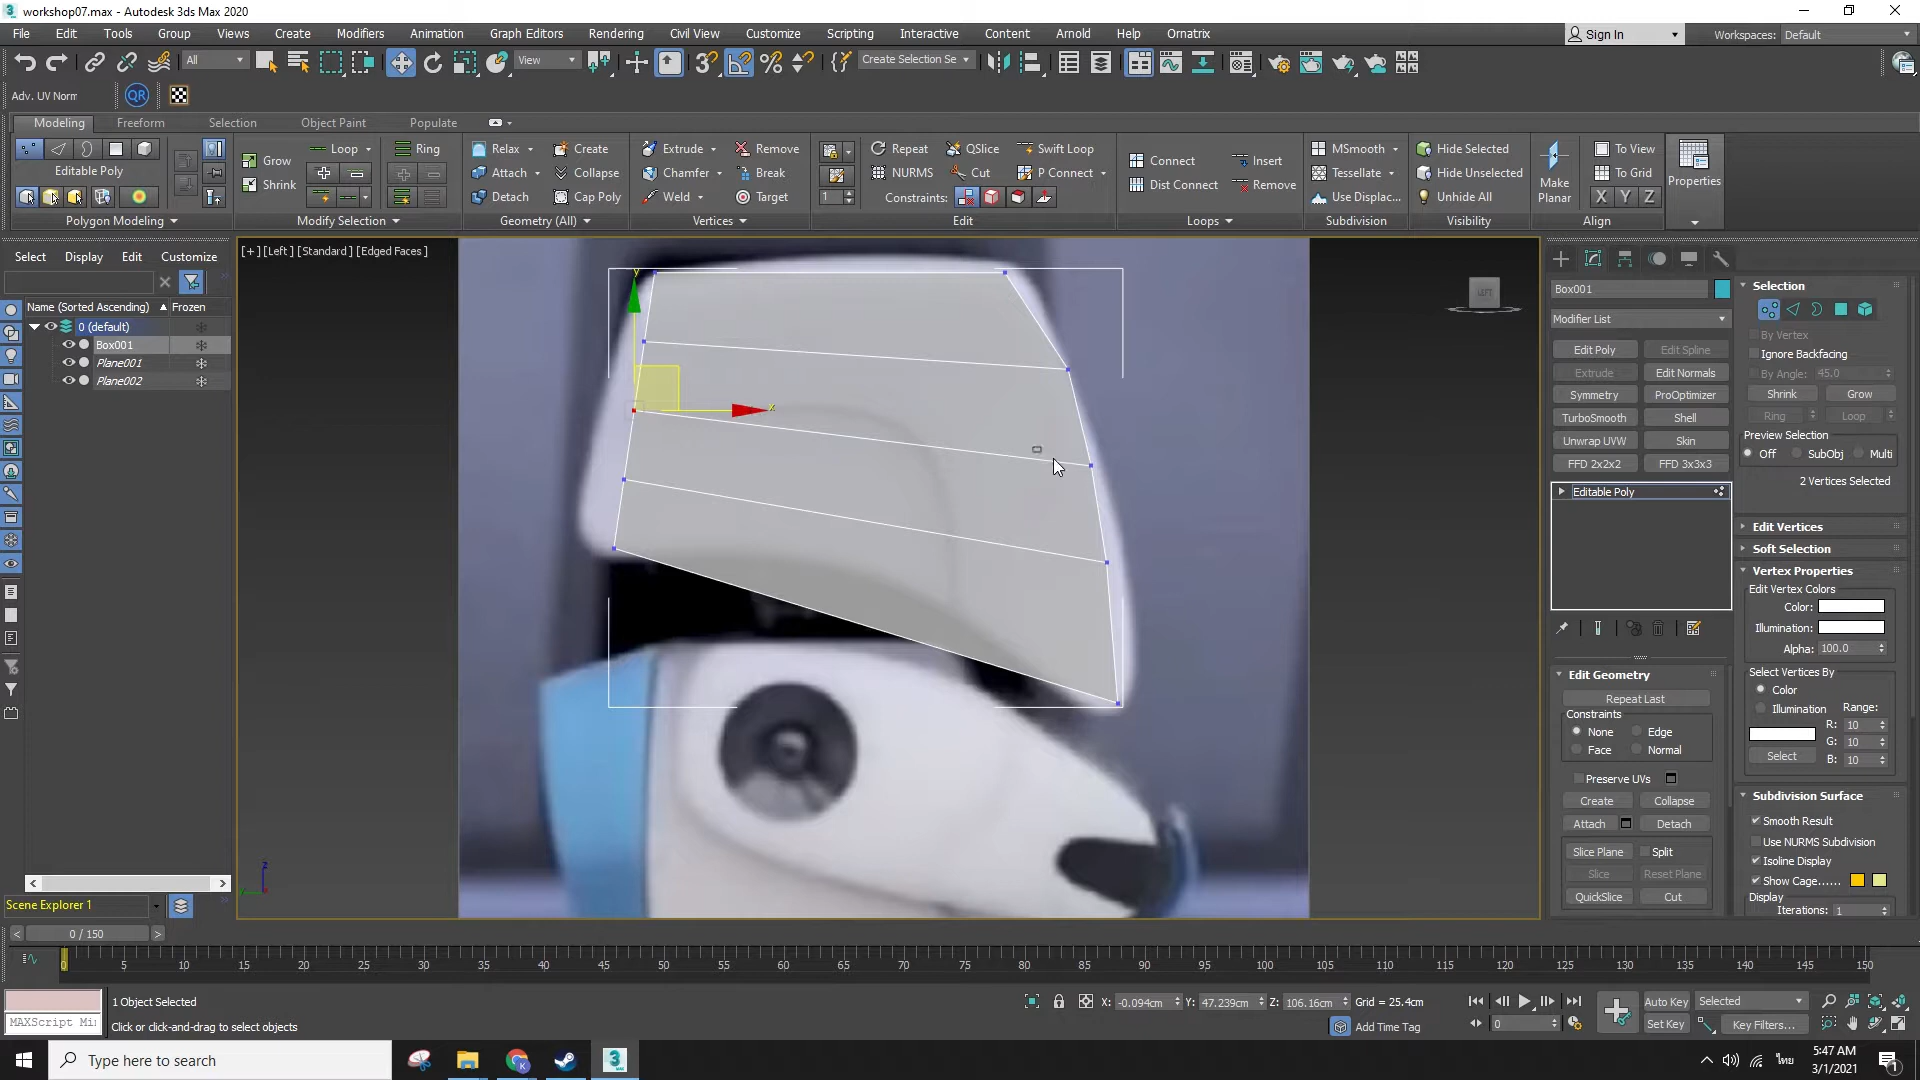 workshop07.max - Autodesk 3ds Max 2020
File Edit Tools Group Views Create Modifiers Animation Graph Editors Rendering Civil View Customize Scripting Interactive Content Arnold Help Ornatrix Sign In Workspaces: Default
All View 3 Create Selection Se
Adv. UV Norm QR
Modeling Freeform Selection Object Paint Populate
Loop Ring Relax Create Extrude Remove Repeat QSlice Swift Loop MSmooth Hide Selected To View
Editable Poly Grow Attach Collapse Chamfer Break NURMS Cut P Connect Connect Insert Tessellate Hide Unselected To Grid
Shrink Detach Cap Poly Weld Target 1 Constraints: Dist Connect Remove Use Displac... Unhide All Make Planar X Y Z Properties
Polygon Modeling Modify Selection Geometry (All) Vertices Edit Loops Subdivision Visibility Align
Select Display Edit Customize
Name (Sorted Ascending) Frozen
0 (default)
Box001
Plane001
Plane002
Scene Explorer 1
[+] [Left] [Standard] [Edged Faces]
LEFT
y
x
z
Box001
Modifier List
Edit Poly Edit Spline
Extrude Edit Normals
Symmetry ProOptimizer
TurboSmooth Shell
Unwrap UVW Skin
FFD 2x2x2 FFD 3x3x3
Editable Poly
Edit Geometry
Repeat Last
Constraints
None Edge
Face Normal
Preserve UVs
Create Collapse
Attach Detach
Slice Plane Split
Slice Reset Plane
QuickSlice Cut
Selection
By Vertex
Ignore Backfacing
By Angle: 45.0
Shrink Grow
Ring Loop
Preview Selection
Off SubObj Multi
2 Vertices Selected
Edit Vertices
Soft Selection
Vertex Properties
Edit Vertex Colors
Color:
Illumination:
Alpha: 100.0
Select Vertices By
Color
Illumination Range:
R: 10
G: 10
Select B: 10
Subdivision Surface
Smooth Result
Use NURMS Subdivision
Isoline Display
Show Cage......
Display
Iterations: 1
< 0 / 150 >
0 5 10 15 20 25 30 35 40 45 50 55 60 65 70 75 80 85 90 95 100 105 110 115 120 125 130 135 140 145 150
1 Object Selected X: -0.094cm Y: 47.239cm Z: 106.16cm Grid = 25.4cm Auto Key Selected
MAXScript Mi Click or click-and-drag to select objects Add Time Tag 0 Set Key Key Filters...
Type here to search 3 ไทย 5:47 AM
3/1/2021 1